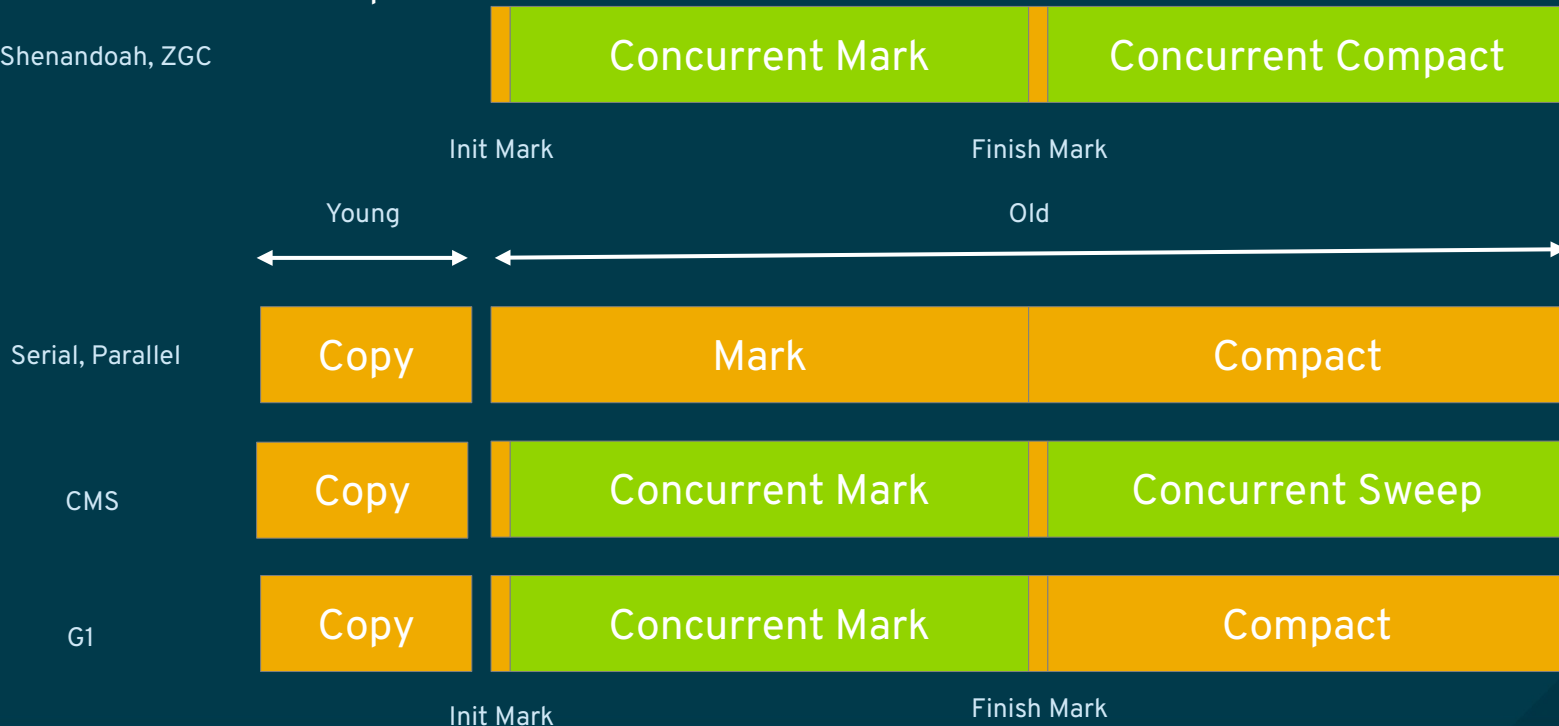 Shenandoah, ZGC
Concurrent Mark
Concurrent Compact
Init Mark
Finish Mark
Young
Old
Serial, Parallel
Copy
Mark
Compact
CMS
Copy
Concurrent Mark
Concurrent Sweep
G1
Copy
Concurrent Mark
Compact
Init Mark
Finish Mark